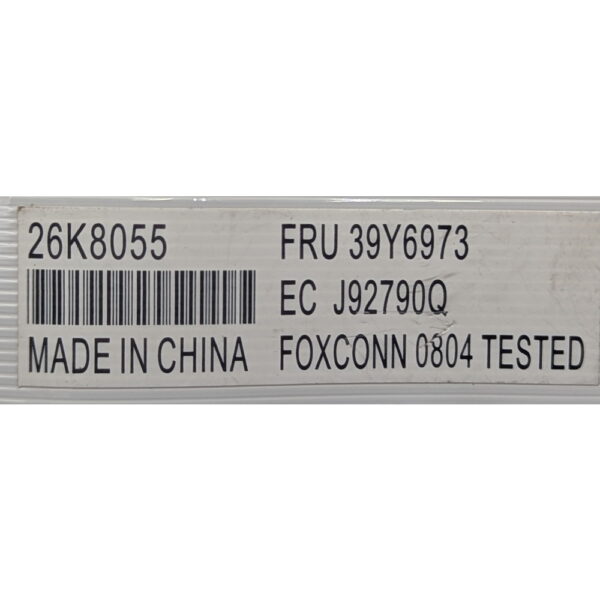 26K8055
FRU 39Y6973
EC J92790Q
MADE IN CHINA
FOXCONN 0804 TESTED